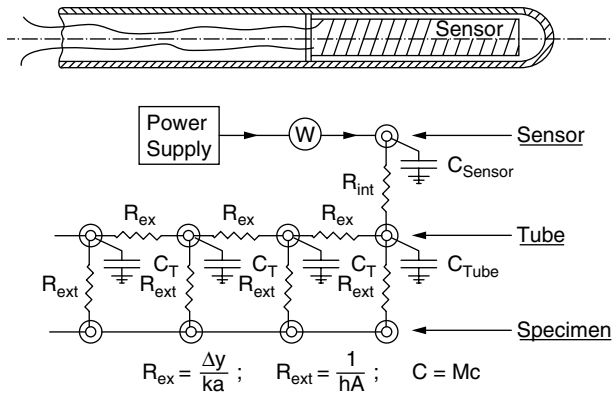 Sensor
Power
Supply
W
Sensor
C_Sensor
R_int
R_ex R_ex R_ex
Tube
R_ext C_T R_ext C_T R_ext C_T R_ext C_Tube
Specimen
R_ex = Δy/ka ; R_ext = 1/hA ; C = Mc